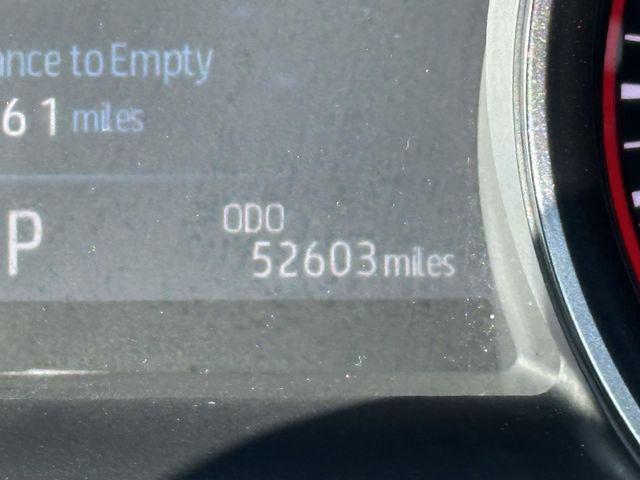 ance to Empty
61 miles
P
ODO
52603 miles